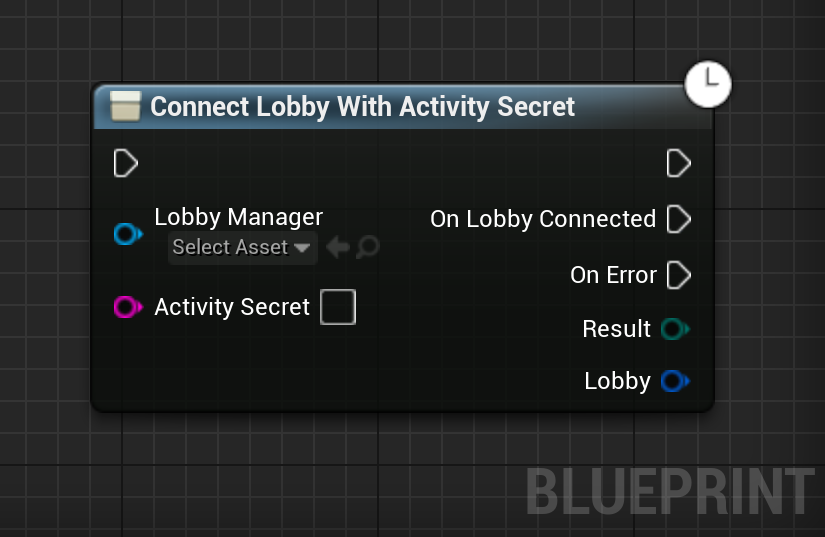 Connect Lobby With Activity Secret
Lobby Manager
Select Asset
On Lobby Connected
On Error
Activity Secret
Result
Lobby
BLUEPRINT